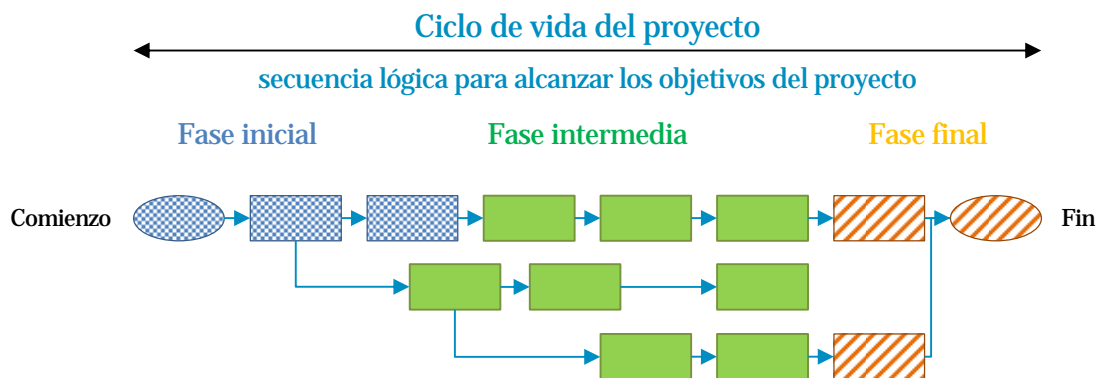 Ciclo de vida del proyecto
secuencia lógica para alcanzar los objetivos del proyecto
Fase inicial
Fase intermedia
Fase final
Comienzo
Fin